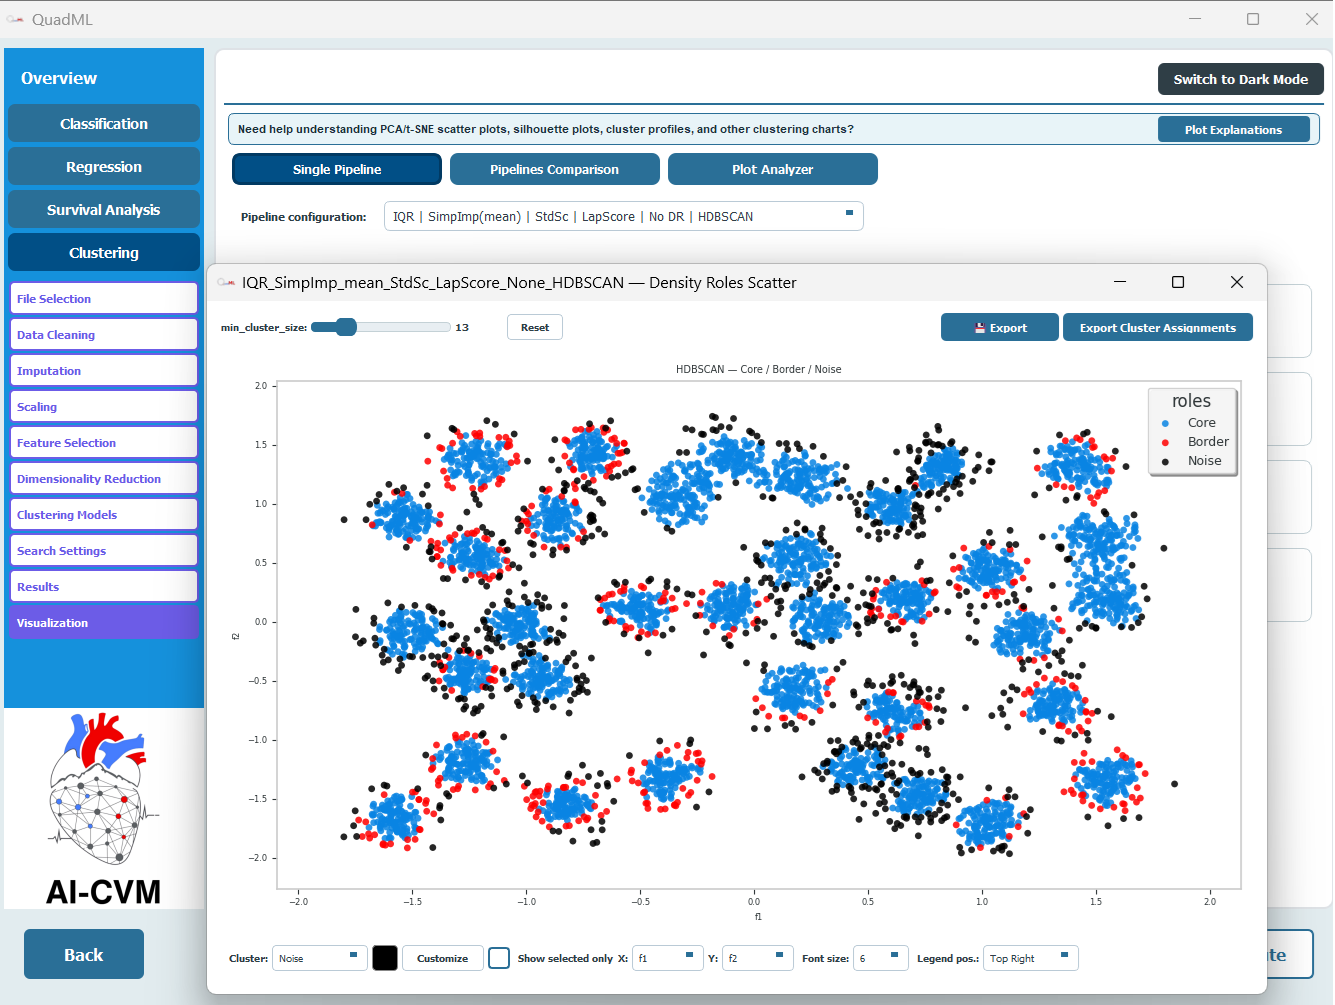 QuadML
Overview
Switch to Dark Mode
Classification
Need help understanding PCA/t-SNE scatter plots, silhouette plots, cluster profiles, and other clustering charts?
Plot Explanations
Regression
Single Pipeline
Pipelines Comparison
Plot Analyzer
Survival Analysis
Pipeline configuration:
IQR | SimpImp(mean) | StdSc | LapScore | No DR | HDBSCAN
Clustering
File Selection
Data Cleaning
Imputation
Scaling
Feature Selection
Dimensionality Reduction
Clustering Models
Search Settings
Results
Visualization
AI-CVM
Back
IQR_SimpImp_mean_StdSc_LapScore_None_HDBSCAN — Density Roles Scatter
min_cluster_size:
13
Reset
Export
Export Cluster Assignments
HDBSCAN — Core / Border / Noise
roles
Core
Border
Noise
2.0
1.5
1.0
0.5
0.0
−0.5
−1.0
−1.5
−2.0
f2
−2.0
−1.5
−1.0
−0.5
0.0
0.5
1.0
1.5
2.0
f1
Cluster:
Noise
Customize
Show selected only
X:
f1
Y:
f2
Font size:
6
Legend pos.:
Top Right